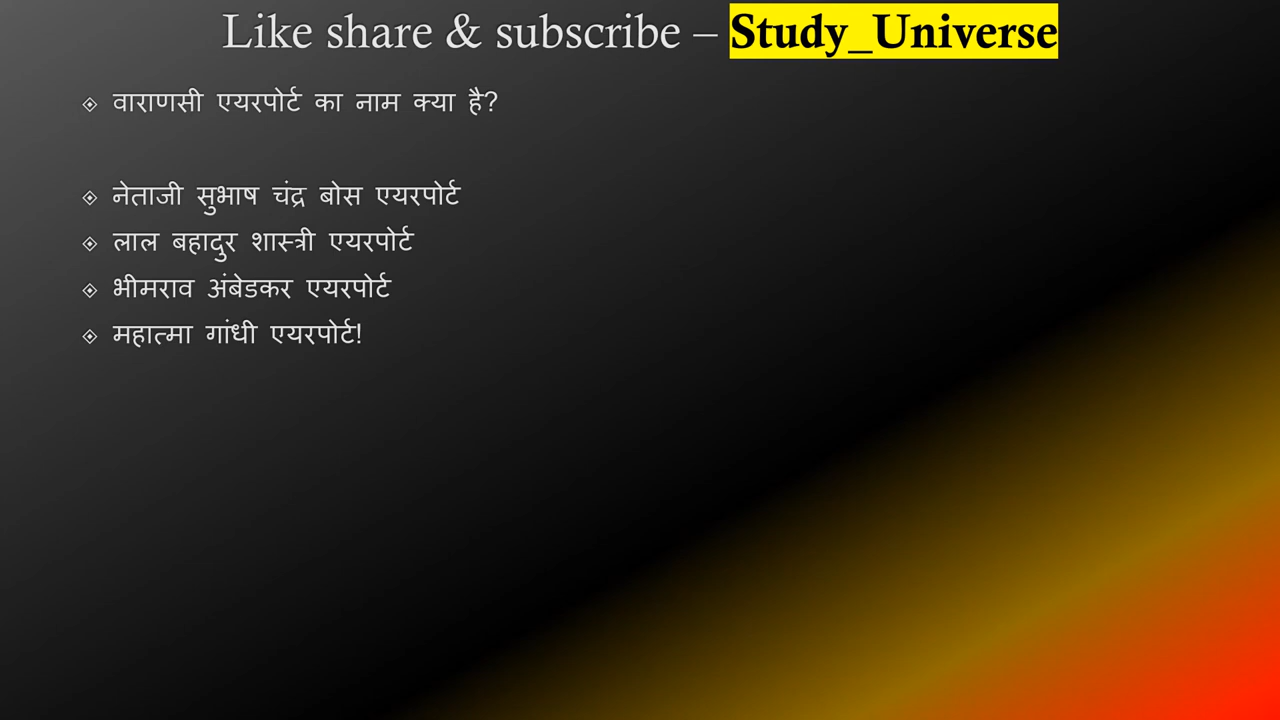 Like share & subscribe – Study_Universe
वाराणसी एयरपोर्ट का नाम क्या है?
नेताजी सुभाष चंद्र बोस एयरपोर्ट
लाल बहादुर शास्त्री एयरपोर्ट
भीमराव अंबेडकर एयरपोर्ट
महात्मा गांधी एयरपोर्ट!